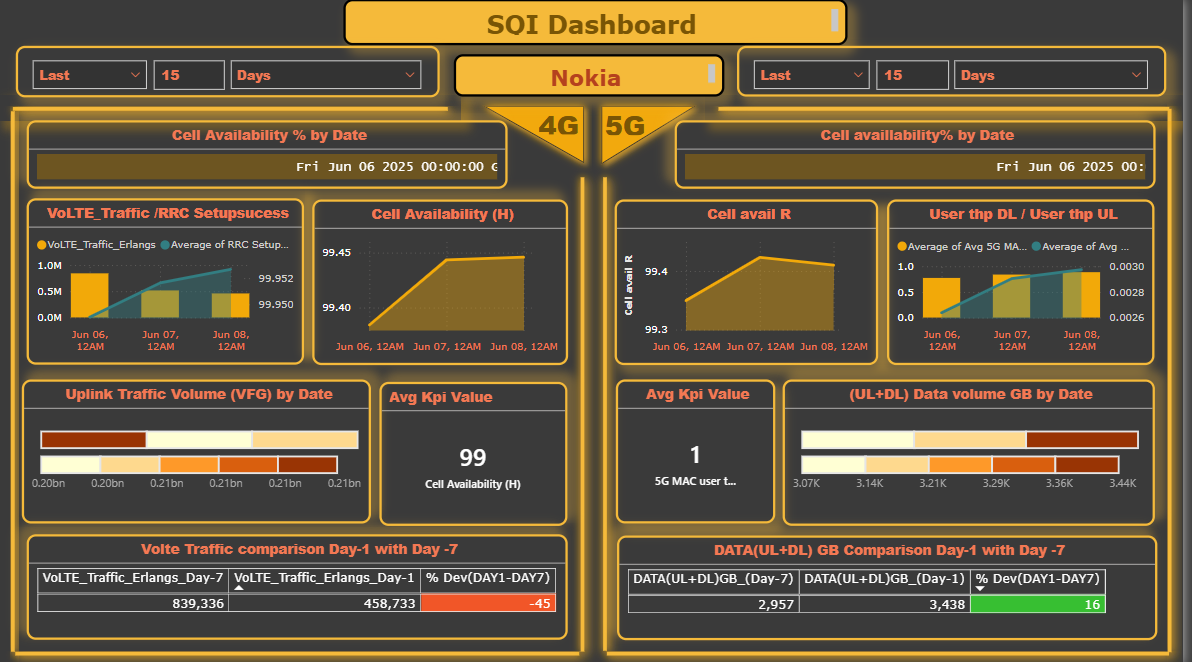 SQI Dashboard
Last 15 Days
Nokia
Last 15 Days
4G 5G
Cell Availability % by Date
Fri Jun 06 2025 00:00:00 G
Cell availlability% by Date
Fri Jun 06 2025 00:
VoLTE_Traffic /RRC Setupsucess
VoLTE_Traffic_Erlangs Average of RRC Setup...
1.0M
0.5M
0.0M
99.952
99.950
Jun 06, 12AM
Jun 07, 12AM
Jun 08, 12AM
Cell Availability (H)
99.45
99.40
Jun 06, 12AM Jun 07, 12AM Jun 08, 12AM
Cell avail R
Cell avail R
99.4
99.3
Jun 06, 12AM Jun 07, 12AM Jun 08, 12AM
User thp DL / User thp UL
Average of Avg 5G MA... Average of Avg ...
1.0
0.5
0.0
0.0030
0.0028
0.0026
Jun 06, 12AM
Jun 07, 12AM
Jun 08, 12AM
Uplink Traffic Volume (VFG) by Date
0.20bn 0.20bn 0.21bn 0.21bn 0.21bn 0.21bn
Avg Kpi Value
99
Cell Availability (H)
Avg Kpi Value
1
5G MAC user t...
(UL+DL) Data volume GB by Date
3.07K 3.14K 3.21K 3.29K 3.36K 3.44K
Volte Traffic comparison Day-1 with Day -7
VoLTE_Traffic_Erlangs_Day-7 VoLTE_Traffic_Erlangs_Day-1 % Dev(DAY1-DAY7)
839,336 458,733 -45
DATA(UL+DL) GB Comparison Day-1 with Day -7
DATA(UL+DL)GB_(Day-7) DATA(UL+DL)GB_(Day-1) % Dev(DAY1-DAY7)
2,957 3,438 16